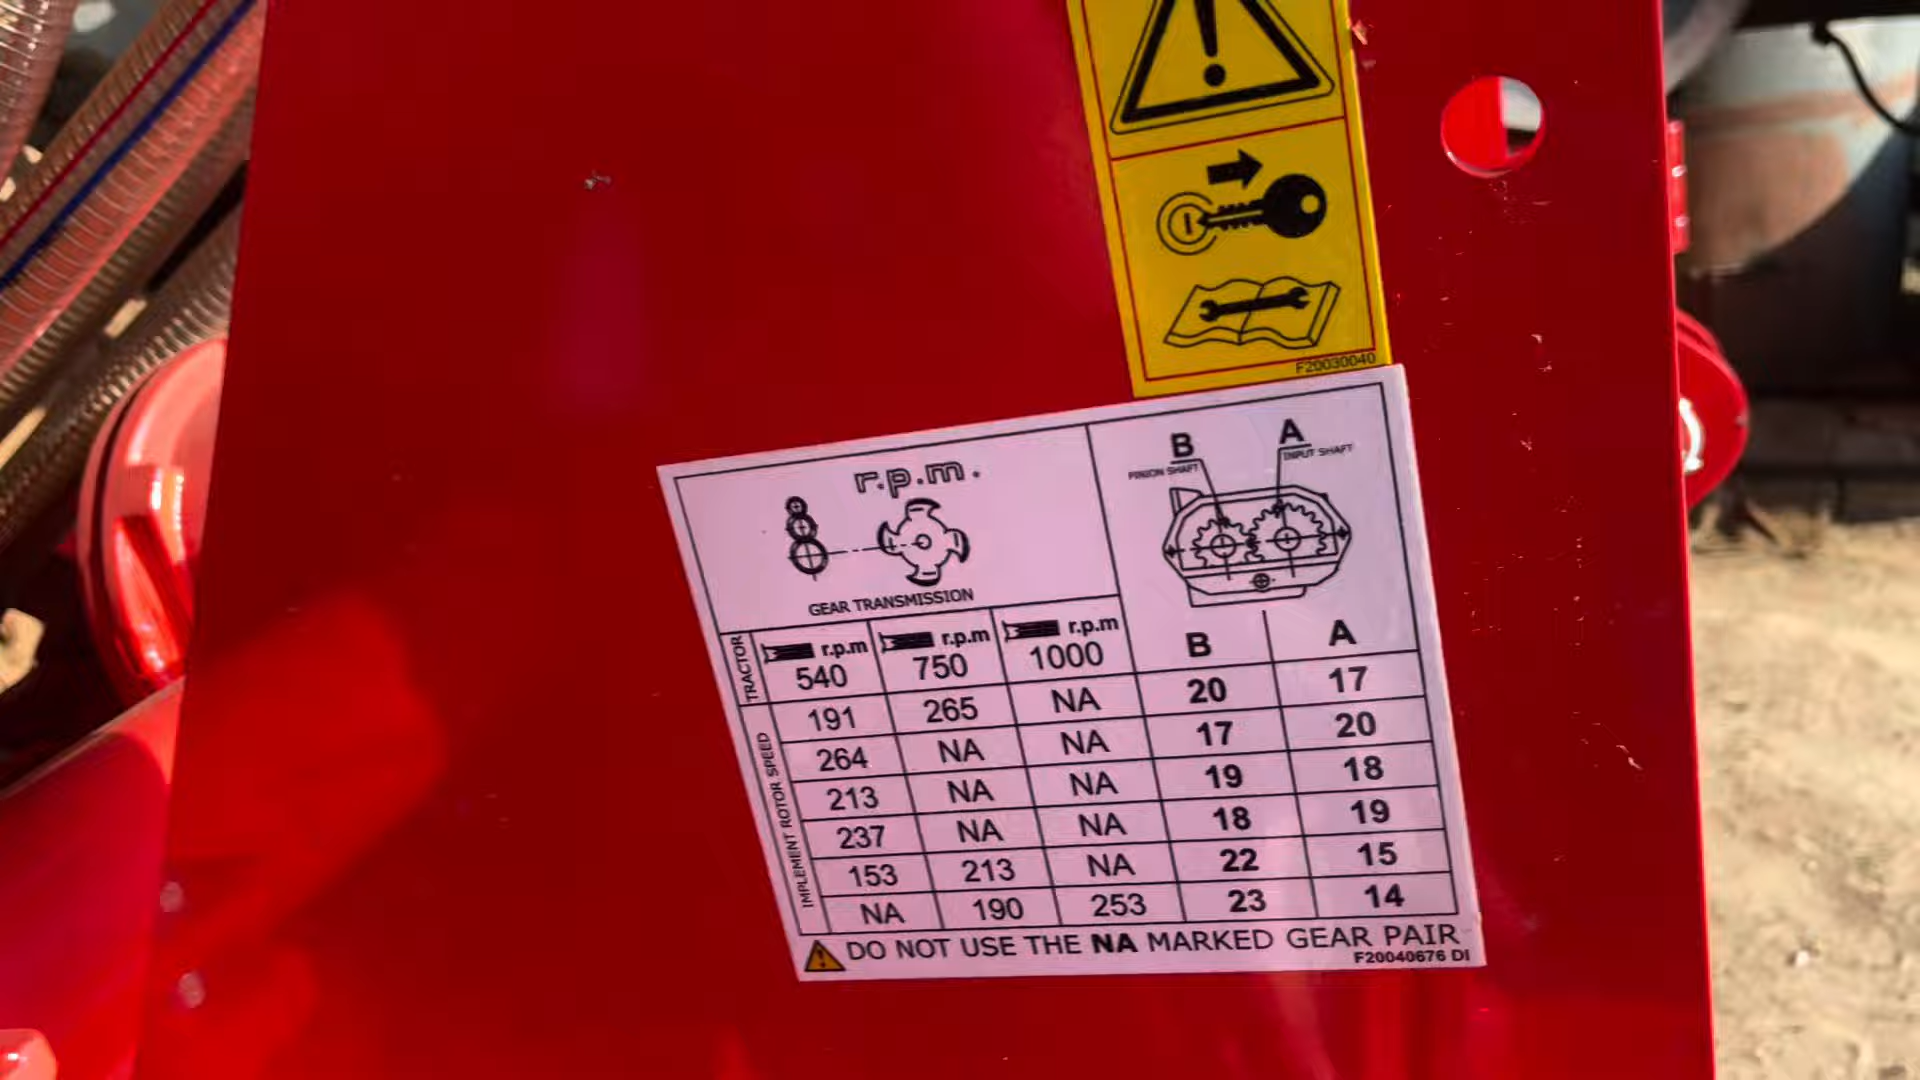 F20030040
r.p.m.
GEAR TRANSMISSION
B
PINION SHAFT
A
INPUT SHAFT
TRACTOR
r.p.m r.p.m r.p.m
540 750 1000 B A
IMPLEMENT ROTOR SPEED
191 265 NA 20 17
264 NA NA 17 20
213 NA NA 19 18
237 NA NA 18 19
153 213 NA 22 15
NA 190 253 23 14
DO NOT USE THE NA MARKED GEAR PAIR
F20040676 DI